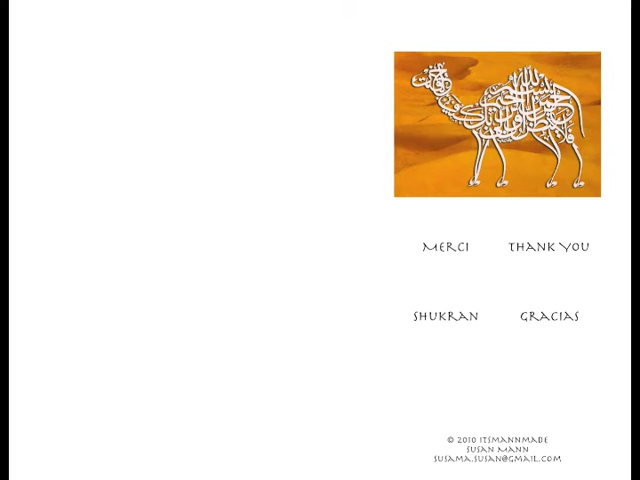 Merci Thank You
Shukran Gracias
© 2010 itsmannmade
Susan Mann
susama.susan@gmail.com